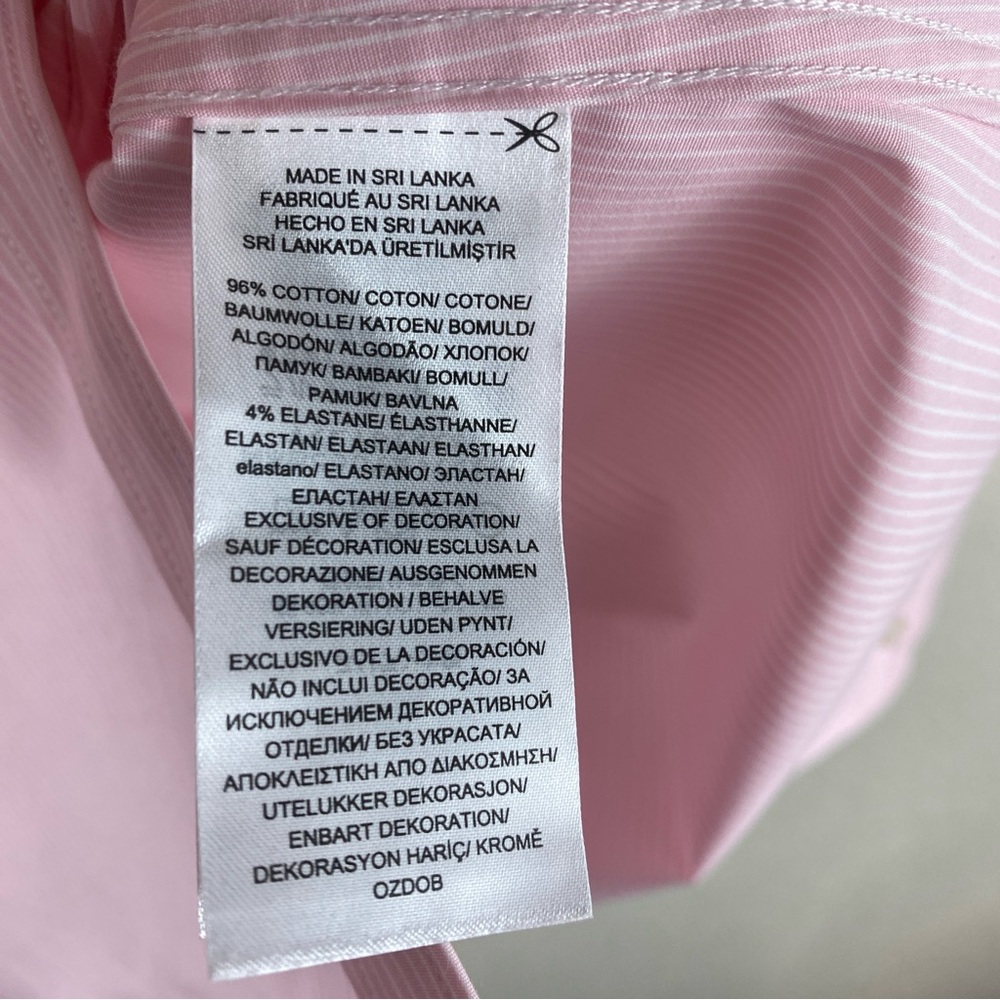 MADE IN SRI LANKA
FABRIQUÉ AU SRI LANKA
HECHO EN SRI LANKA
SRİ LANKA'DA ÜRETİLMİŞTİR
96% COTTON/ COTON/ COTONE/
BAUMWOLLE/ KATOEN/ BOMULD/
ALGODÓN/ ALGODÃO/ ХЛОПОК/
ПАМУК/ ΒΑΜΒΑΚΙ/ BOMULL/
PAMUK/ BAVLNA
4% ELASTANE/ ÉLASTHANNE/
ELASTAN/ ELASTAAN/ ELASTHAN/
elastano/ ELASTANO/ ЭЛАСТАН/
ЕЛАСТАН/ ΕΛΑΣΤΑΝ
EXCLUSIVE OF DECORATION/
SAUF DÉCORATION/ ESCLUSA LA
DECORAZIONE/ AUSGENOMMEN
DEKORATION / BEHALVE
VERSIERING/ UDEN PYNT/
EXCLUSIVO DE LA DECORACIÓN/
NÃO INCLUI DECORAÇÃO/ ЗА
ИСКЛЮЧЕНИЕМ ДЕКОРАТИВНОЙ
ОТДЕЛКИ/ БЕЗ УКРАСАТА/
ΑΠΟΚΛΕΙΣΤΙΚΗ ΑΠΟ ΔΙΑΚΟΣΜΗΣΗ/
UTELUKKER DEKORASJON/
ENBART DEKORATION/
DEKORASYON HARİÇ/ KROMĚ
OZDOB